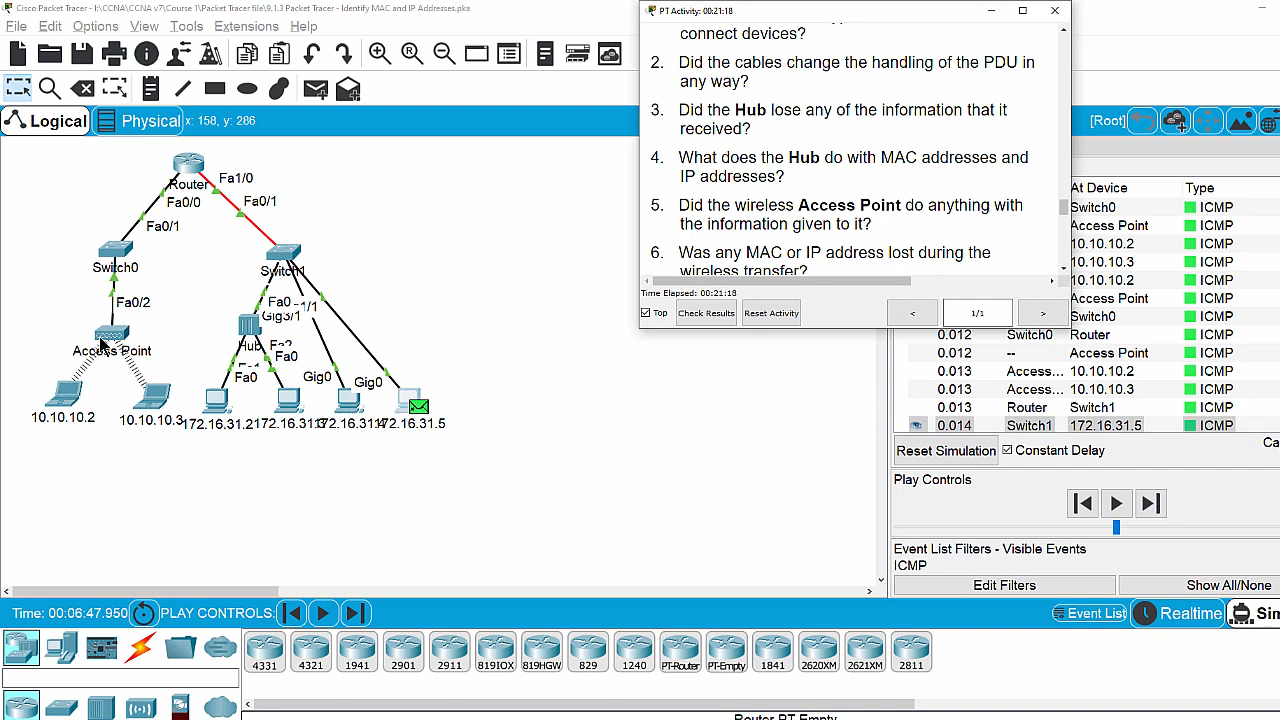 Cisco Packet Tracer - I:\CCNA\CCNA v7\Course 1\Packet Tracer file\9.1.3 Packet Tracer - Identify MAC and IP Addresses.pka
File Edit Options View Tools Extensions
Logical Physical x: 158, y: 286
[Root]
PT Activity: 00:21:18
connect devices?
2. Did the cables change the handling of the PDU in
any way?
3. Did the Hub lose any of the information that it
received?
4. What does the Hub do with MAC addresses and
IP addresses?
5. Did the wireless Access Point do anything with
the information given to it?
6. Was any MAC or IP address lost during the
wireless transfer?
Time Elapsed: 00:21:18
Top Check Results Reset Activity < 1/1 >
Router
Fa1/0
Fa0/0
Fa0/1
Fa0/1
Switch0
Switch1
Fa0/2
Access Point
10.10.10.2
10.10.10.3
Hub
Gig3/1
Fa0
Fa0
Gig0
Gig0
172.16.31.2
172.16.31.5
At Device Type
Switch0 ICMP
Access Point ICMP
10.10.10.2 ICMP
10.10.10.3 ICMP
10.10.10.2 ICMP
Access Point ICMP
Switch0 ICMP
0.012 Switch0 Router ICMP
0.012 -- Access Point ICMP
0.013 Access... 10.10.10.2 ICMP
0.013 Access... 10.10.10.3 ICMP
0.013 Router Switch1 ICMP
0.014 Switch1 172.16.31.5 ICMP
Reset Simulation Constant Delay
Ca
Play Controls
Event List Filters - Visible Events
ICMP
Edit Filters Show All/None
Time: 00:06:47.950 PLAY CONTROLS:
Event List Realtime Sim
4331 4321 1941 2901 2911 819IOX 819HGW 829 1240 PT-Router PT-Empty 1841 2620XM 2621XM 2811
Router PT Empty